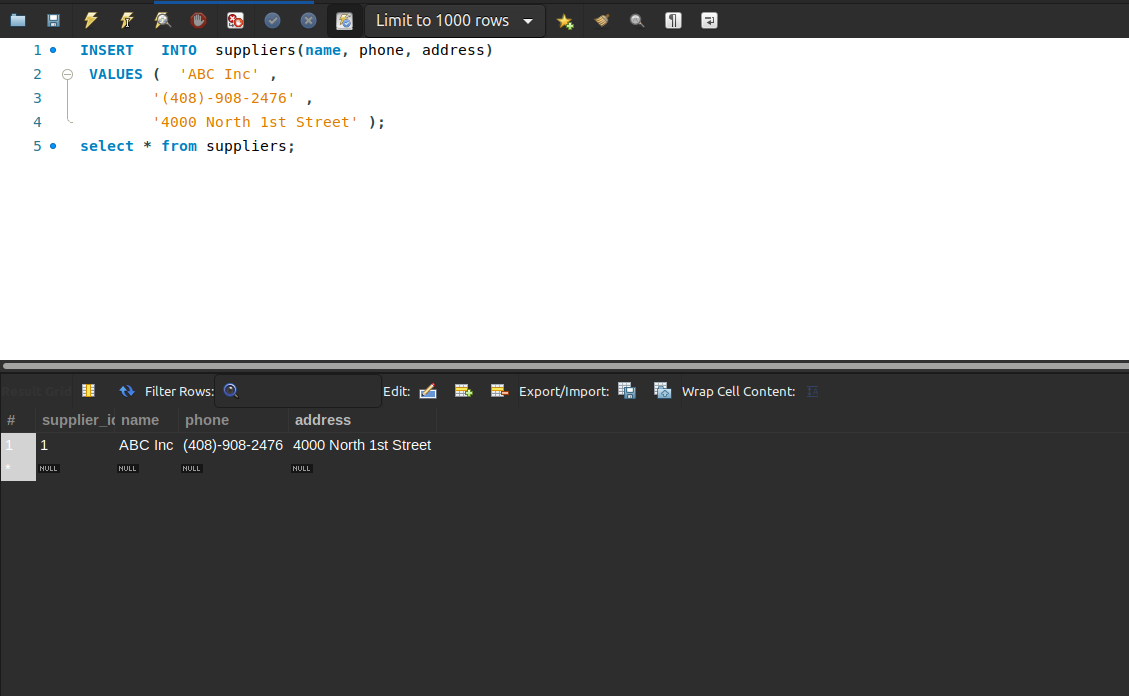 Limit to 1000 rows
1 INSERT   INTO  suppliers(name, phone, address)
2  VALUES (  'ABC Inc' ,
3         '(408)-908-2476' ,
4         '4000 North 1st Street' );
5 select * from suppliers;
Result Grid Filter Rows: Edit: Export/Import: Wrap Cell Content:
# supplier_id name phone address
1 1 ABC Inc (408)-908-2476 4000 North 1st Street
* NULL NULL NULL NULL